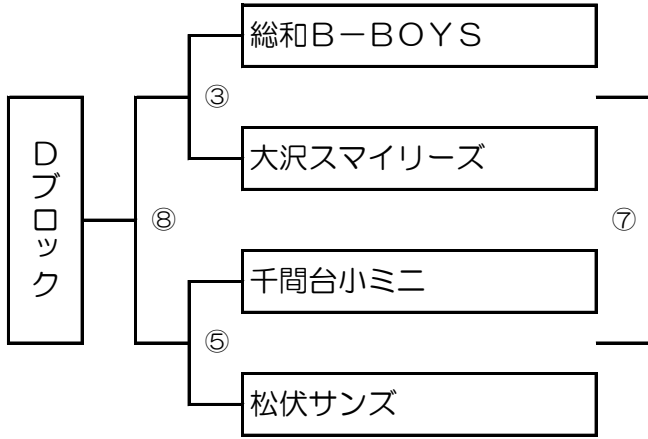 総和Ｂ－ＢＯＹＳ
③
大沢スマイリーズ
Ｄブロック
⑧
⑦
千間台小ミニ
⑤
松伏サンズ